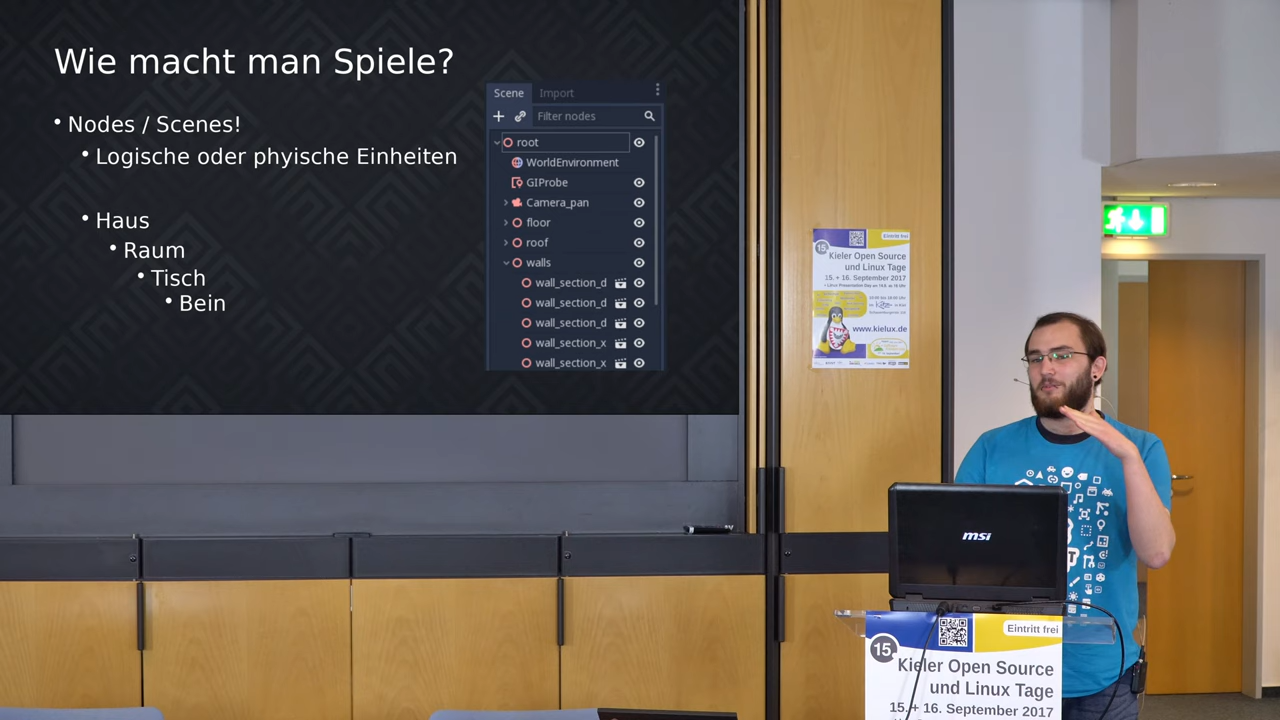 Wie macht man Spiele?
• Nodes / Scenes!
• Logische oder phyische Einheiten
• Haus
• Raum
• Tisch
• Bein
Scene Import
Filter nodes
root
WorldEnvironment
GIProbe
Camera_pan
floor
roof
walls
wall_section_d
wall_section_d
wall_section_d
wall_section_x
wall_section_x
Eintritt frei
15.
Kieler Open Source
und Linux Tage
15. + 16. September 2017
www.kielux.de
msi
Eintritt frei
15.
Kieler Open Source
und Linux Tage
15. + 16. September 2017